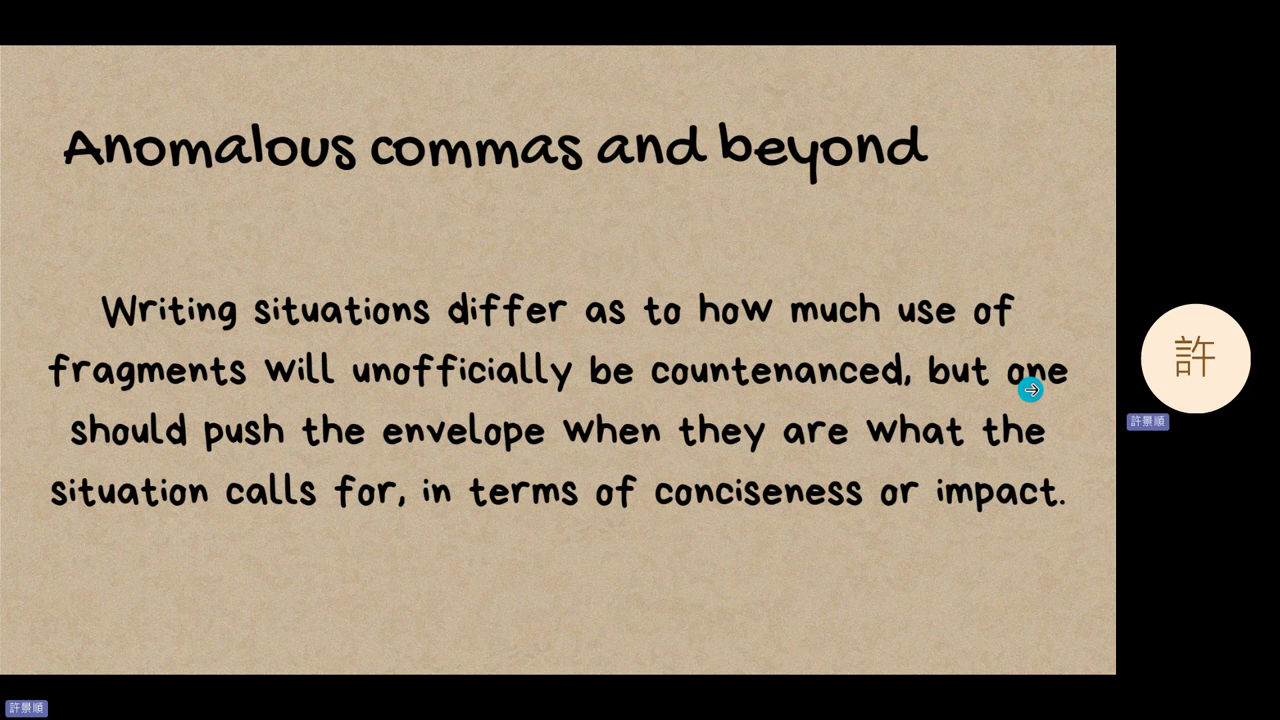 Anomalous commas and beyond
Writing situations differ as to how much use of
fragments will unofficially be countenanced, but one
should push the envelope when they are what the
situation calls for, in terms of conciseness or impact.
許
許景順
許景順